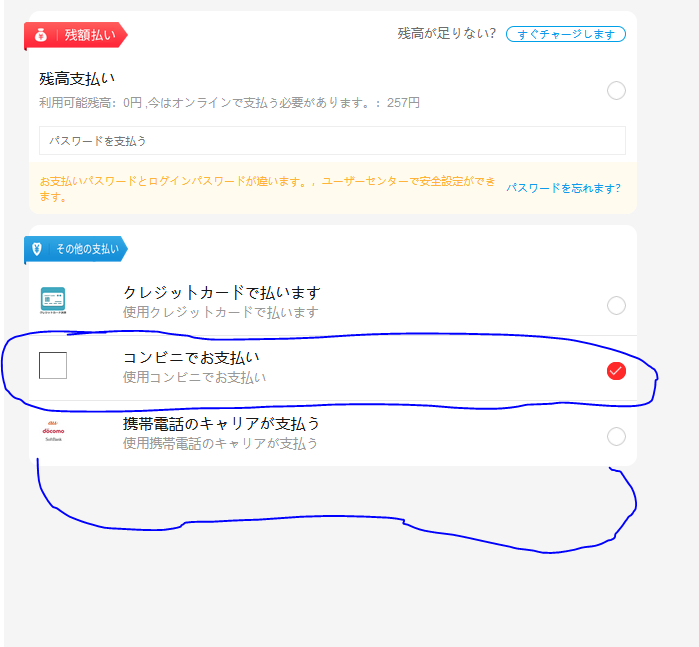 残額払い
残高が足りない? すぐチャージします
残高支払い
利用可能残高: 0円 ,今はオンラインで支払う必要があります。: 257円
パスワードを支払う
お支払いパスワードとログインパスワードが違います。, ユーザーセンターで安全設定ができ
ます。
パスワードを忘れます?
その他の支払い
クレジットカードで払います
使用クレジットカードで払います
コンビニでお支払い
使用コンビニでお支払い
au
döcomo
SoftBank
携帯電話のキャリアが支払う
使用携帯電話のキャリアが支払う